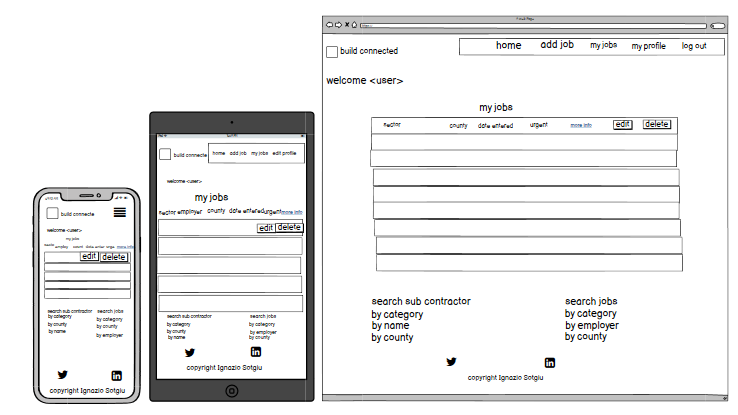 build connecte
welcome <user>
my jobs
county date enter urge more info
edit delete
search sub contractor search jobs
by category by category
by county by county
by name by employer
copyright Ignazio Sotgiu
build connecte home add job my jobs edit profile
welcome <user>
my jobs
sector employer county date entered urgent more info
edit delete
search sub contractor search jobs
by category by category
by county by employer
by name by county
copyright Ignazio Sotgiu
build connected home add job my jobs my profile log out
welcome <user>
my jobs
sector county date entered urgent more info edit delete
search sub contractor search jobs
by category by category
by name by employer
by county by county
copyright Ignazio Sotgiu